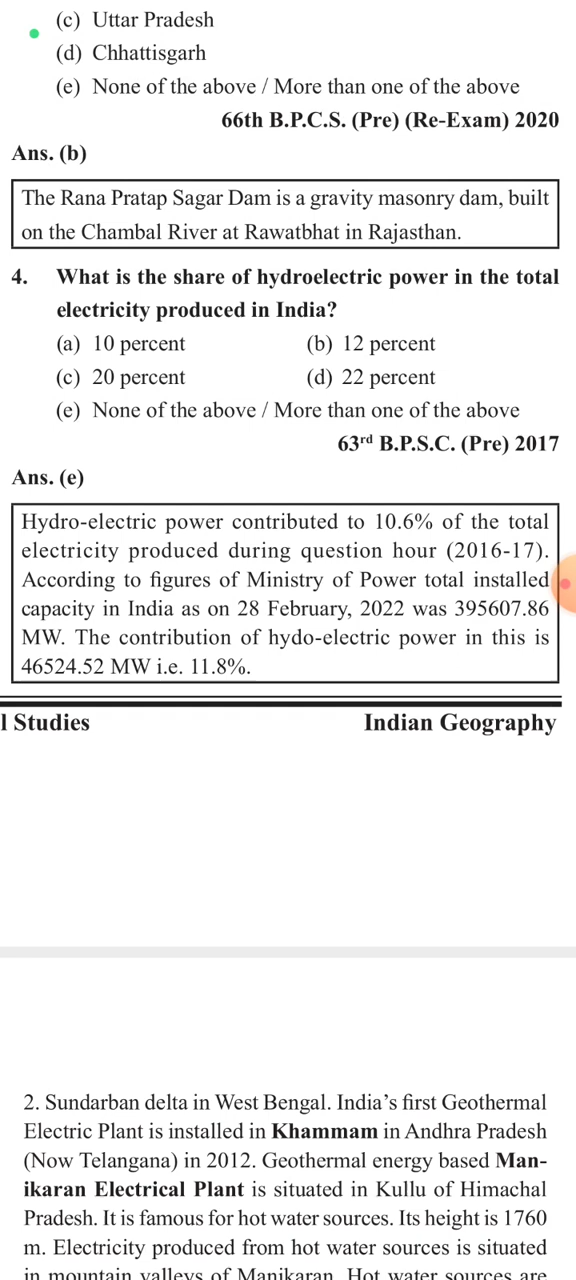 (c) Uttar Pradesh
(d) Chhattisgarh
(e) None of the above / More than one of the above
66th B.P.C.S. (Pre) (Re-Exam) 2020
Ans. (b)
The Rana Pratap Sagar Dam is a gravity masonry dam, built
on the Chambal River at Rawatbhat in Rajasthan.
4. What is the share of hydroelectric power in the total
electricity produced in India?
(a) 10 percent (b) 12 percent
(c) 20 percent (d) 22 percent
(e) None of the above / More than one of the above
63rd B.P.S.C. (Pre) 2017
Ans. (e)
Hydro-electric power contributed to 10.6% of the total
electricity produced during question hour (2016-17).
According to figures of Ministry of Power total installed
capacity in India as on 28 February, 2022 was 395607.86
MW. The contribution of hydo-electric power in this is
46524.52 MW i.e. 11.8%.
l Studies Indian Geography
2. Sundarban delta in West Bengal. India’s first Geothermal
Electric Plant is installed in Khammam in Andhra Pradesh
(Now Telangana) in 2012. Geothermal energy based Man-
ikaran Electrical Plant is situated in Kullu of Himachal
Pradesh. It is famous for hot water sources. Its height is 1760
m. Electricity produced from hot water sources is situated
in mountain valleys of Manikaran. Hot water sources are